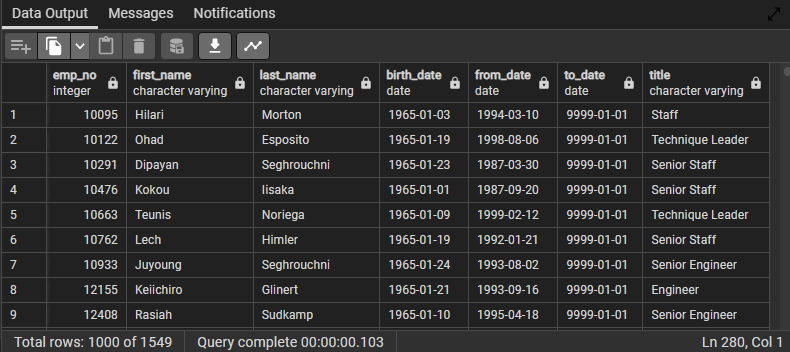 Data Output Messages Notifications
emp_no first_name last_name birth_date from_date to_date title
integer character varying character varying date date date character varying
1 10095 Hilari Morton 1965-01-03 1994-03-10 9999-01-01 Staff
2 10122 Ohad Esposito 1965-01-19 1998-08-06 9999-01-01 Technique Leader
3 10291 Dipayan Seghrouchni 1965-01-23 1987-03-30 9999-01-01 Senior Staff
4 10476 Kokou Iisaka 1965-01-01 1987-09-20 9999-01-01 Senior Staff
5 10663 Teunis Noriega 1965-01-09 1999-02-12 9999-01-01 Technique Leader
6 10762 Lech Himler 1965-01-19 1992-01-21 9999-01-01 Senior Staff
7 10933 Juyoung Seghrouchni 1965-01-24 1993-08-02 9999-01-01 Senior Engineer
8 12155 Keiichiro Glinert 1965-01-21 1993-09-16 9999-01-01 Engineer
9 12408 Rasiah Sudkamp 1965-01-10 1995-04-18 9999-01-01 Senior Engineer
Total rows: 1000 of 1549 Query complete 00:00:00.103 Ln 280, Col 1